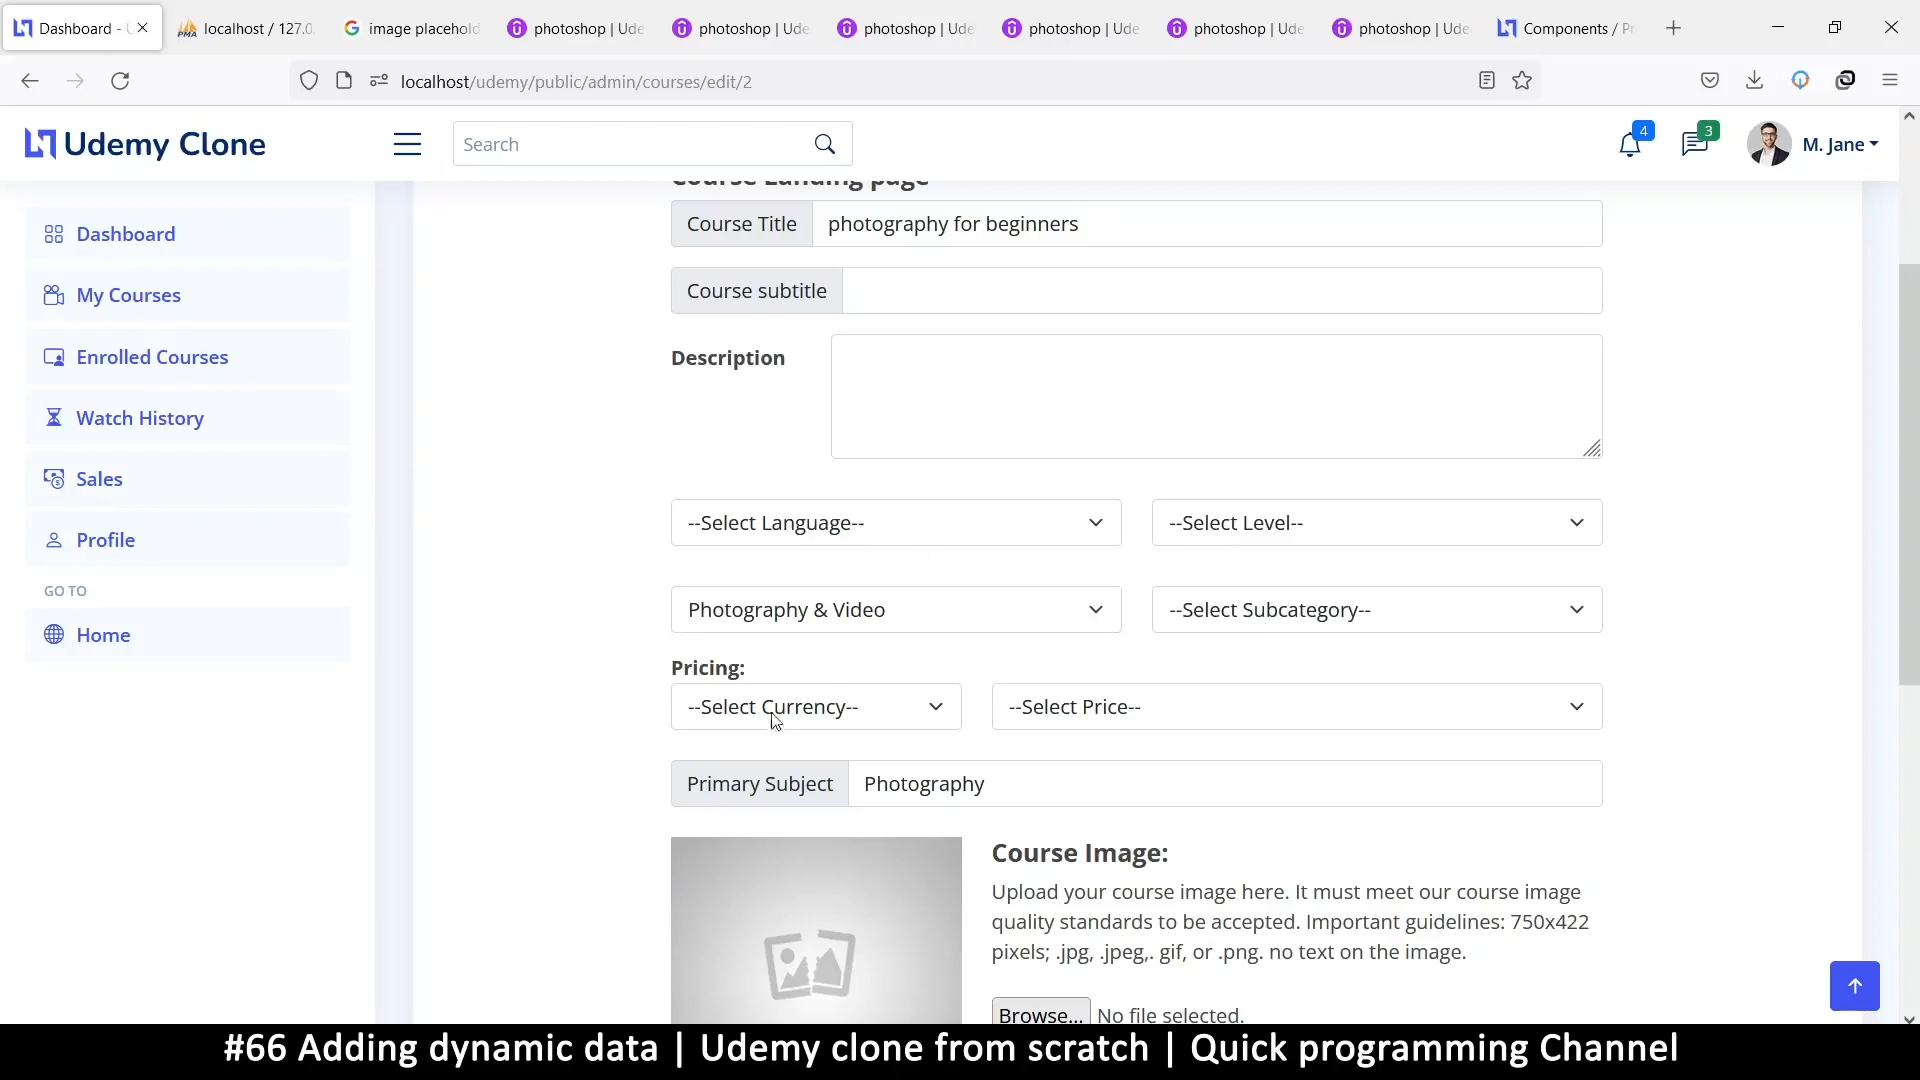 Dashboard - U
localhost / 127.0.
image placehold
photoshop | Ude
photoshop | Ude
photoshop | Ude
photoshop | Ude
photoshop | Ude
photoshop | Ude
Components / Pr
localhost/udemy/public/admin/courses/edit/2
Udemy Clone
Search
4
3
M. Jane
Dashboard
My Courses
Enrolled Courses
Watch History
Sales
Profile
GO TO
Home
Course Landing page
Course Title
photography for beginners
Course subtitle
Description
--Select Language--
--Select Level--
Photography & Video
--Select Subcategory--
Pricing:
--Select Currency--
--Select Price--
Primary Subject
Photography
Course Image:
Upload your course image here. It must meet our course image
quality standards to be accepted. Important guidelines: 750x422
pixels; .jpg, .jpeg,. gif, or .png. no text on the image.
Browse... No file selected.
#66 Adding dynamic data | Udemy clone from scratch | Quick programming Channel